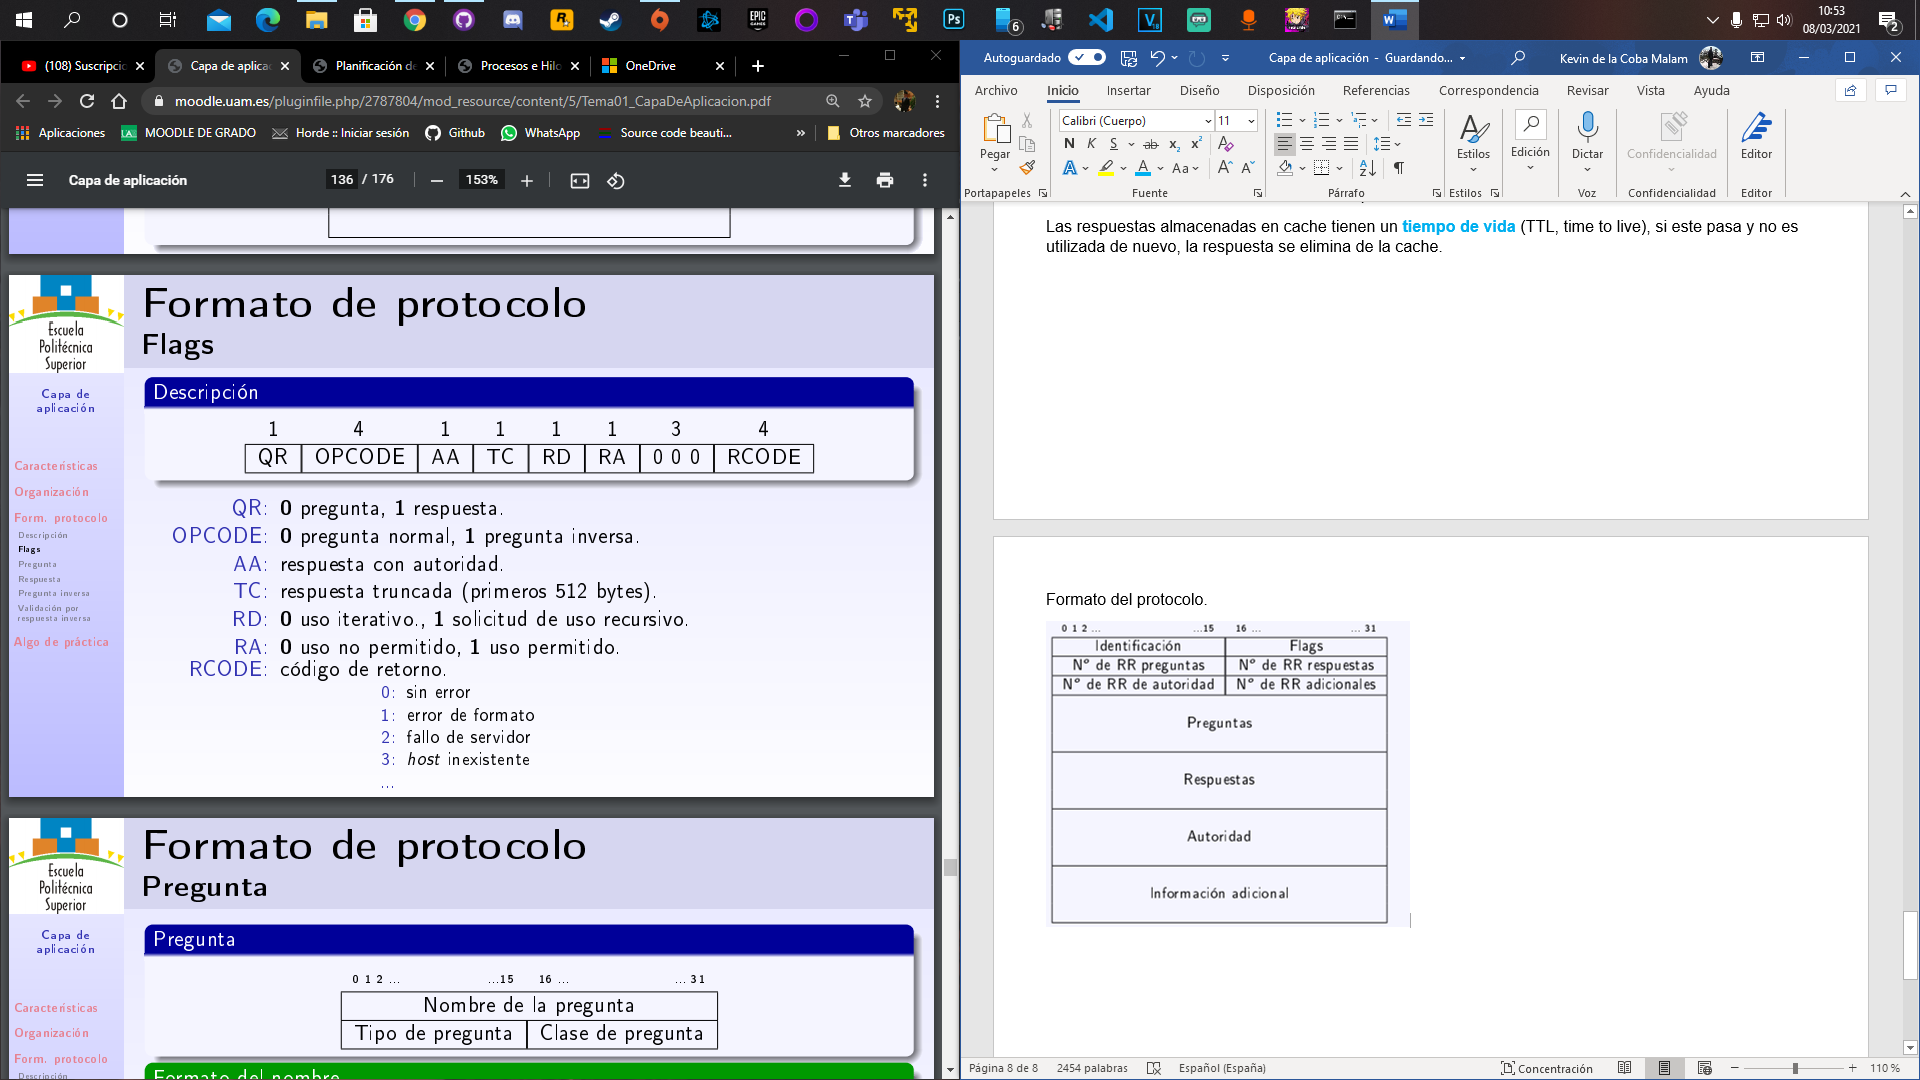 6
10:53
08/03/2021
2
(108) Suscripcio
Capa de aplicac
Planificación de
Procesos e Hilo
OneDrive
moodle.uam.es/pluginfile.php/2787804/mod_resource/content/5/Tema01_CapaDeAplicacion.pdf
Aplicaciones
MOODLE DE GRADO
Horde :: Iniciar sesión
Github
WhatsApp
Source code beauti...
»
Otros marcadores
Capa de aplicación
136 / 176
153%
Formato de protocolo
Flags
Escuela
Politécnica
Superior
Capa de
aplicación
Características
Organización
Form. protocolo
Descripción
Flags
Pregunta
Respuesta
Pregunta inversa
Validación por
respuesta inversa
Algo de práctica
Descripción
1 4 1 1 1 1 3 4
QR OPCODE AA TC RD RA 0 0 0 RCODE
QR: 0 pregunta, 1 respuesta.
OPCODE: 0 pregunta normal, 1 pregunta inversa.
AA: respuesta con autoridad.
TC: respuesta truncada (primeros 512 bytes).
RD: 0 uso iterativo., 1 solicitud de uso recursivo.
RA: 0 uso no permitido, 1 uso permitido.
RCODE: código de retorno.
0: sin error
1: error de formato
2: fallo de servidor
3: host inexistente
...
Formato de protocolo
Pregunta
Escuela
Politécnica
Superior
Capa de
aplicación
Características
Organización
Form. protocolo
Descripción
Pregunta
0 1 2 ... ...15 16 ... ... 31
Nombre de la pregunta
Tipo de pregunta Clase de pregunta
Formato del nombre
Autoguardado
Capa de aplicación - Guardando...
Kevin de la Coba Malam
Archivo
Inicio
Insertar
Diseño
Disposición
Referencias
Correspondencia
Revisar
Vista
Ayuda
Pegar
Calibri (Cuerpo)
11
N K S ab x₂ x²
A A Aa A A
Estilos
Edición
Dictar
Confidencialidad
Editor
Portapapeles
Fuente
Párrafo
Estilos
Voz
Confidencialidad
Editor
Las respuestas almacenadas en cache tienen un tiempo de vida (TTL, time to live), si este pasa y no es
utilizada de nuevo, la respuesta se elimina de la cache.
Formato del protocolo.
0 1 2 ... ...15 16 ... ... 31
Identificación Flags
N° de RR preguntas N° de RR respuestas
N° de RR de autoridad N° de RR adicionales
Preguntas
Respuestas
Autoridad
Información adicional
Página 8 de 8
2454 palabras
Español (España)
Concentración
110 %